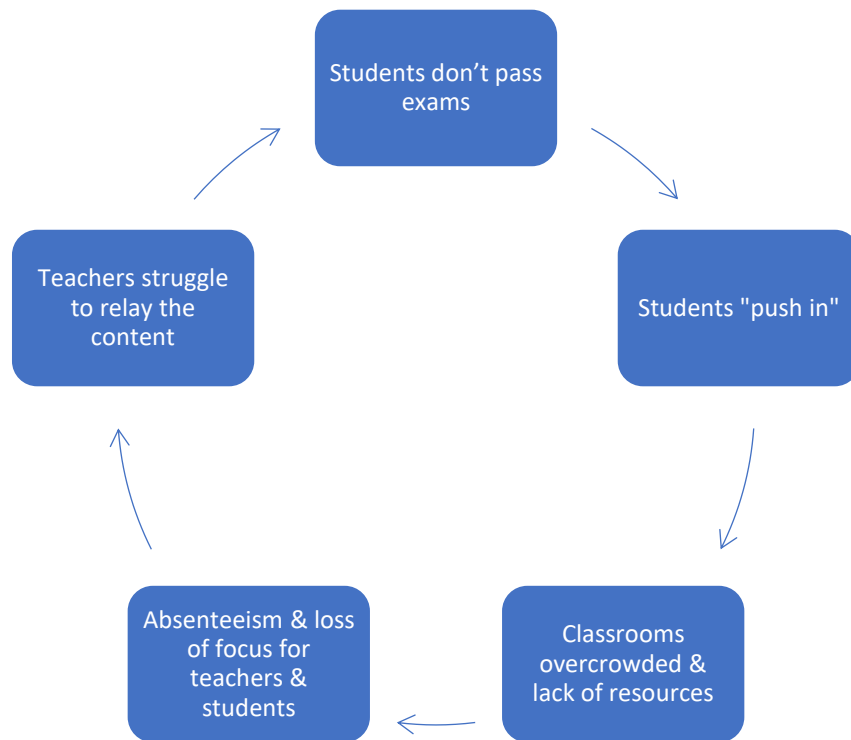 Students don’t pass
exams
Students "push in"
Classrooms
overcrowded &
lack of resources
Absenteeism & loss
of focus for
teachers &
students
Teachers struggle
to relay the
content